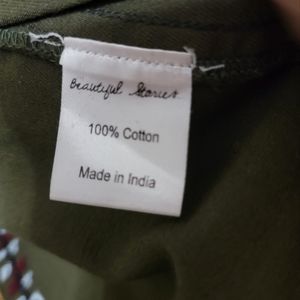 Beautiful Stories
100% Cotton
Made in India